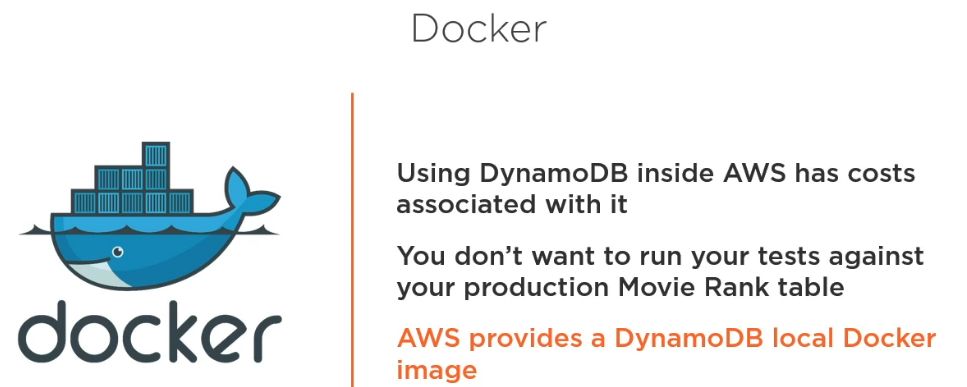 Docker
docker
Using DynamoDB inside AWS has costs
associated with it
You don’t want to run your tests against
your production Movie Rank table
AWS provides a DynamoDB local Docker
image